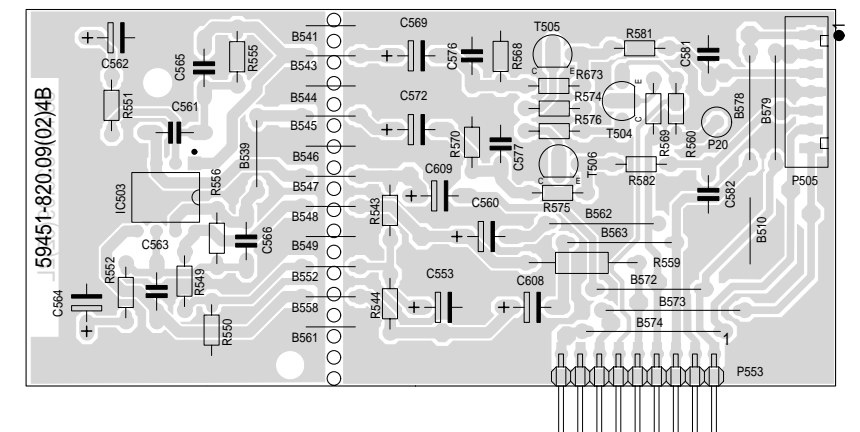 C569
T505
R581
1
B541
C562
C565
R555
B543
C576
R568
C581
R673
B544
R551
C561
C572
R574
B578
B579
B545
R576
T504
R569
R560
P20
R570
C577
B539
B546
T506
R582
P505
59451-820.09(02)4B
IC503
R556
B547
C609
C582
R575
C560
R543
B548
B562
B563
B510
C563
C566
B549
R559
R552
R549
B552
C553
C608
B572
C564
B558
R544
B573
R550
B561
B574
1
P553
C
E
C
E
C
E
+
+
+
+
+
+
+
+